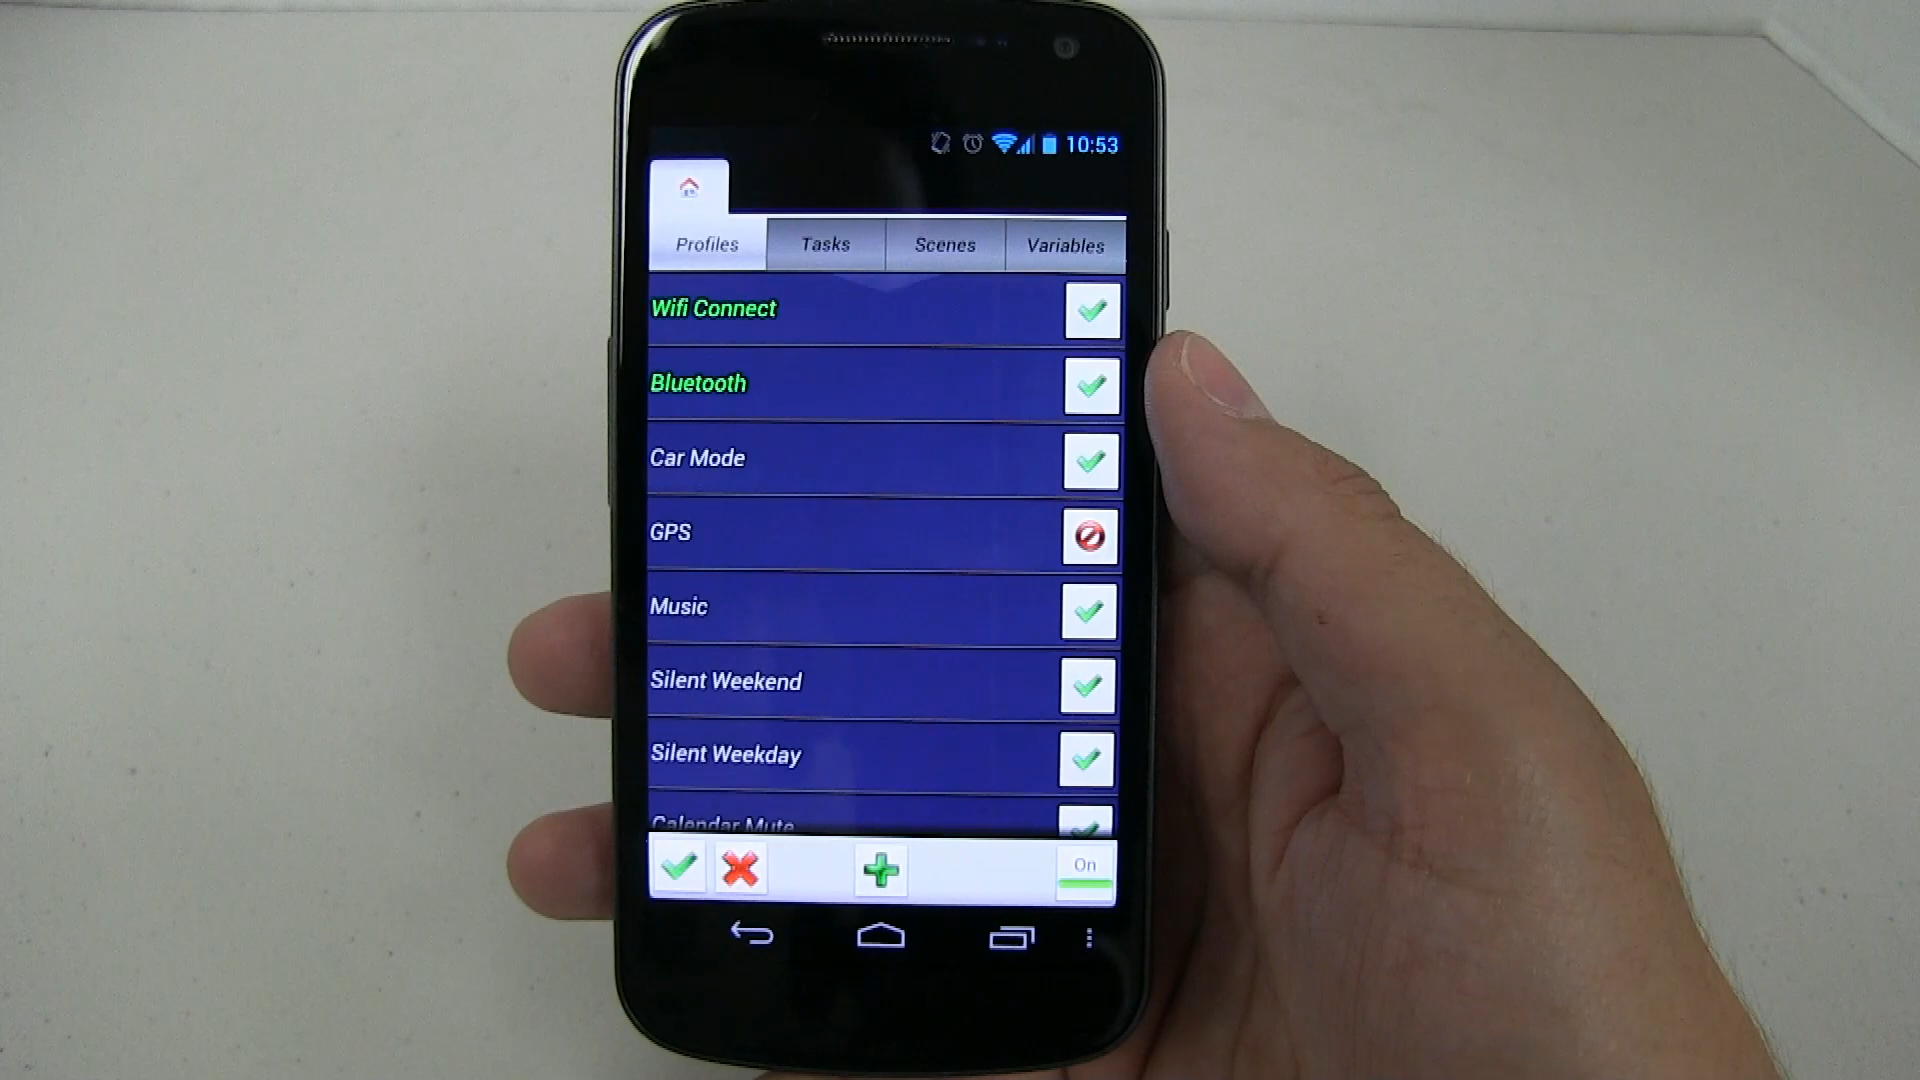 10:53
Profiles Tasks Scenes Variables
Wifi Connect
Bluetooth
Car Mode
GPS
Music
Silent Weekend
Silent Weekday
Calendar Mute
On